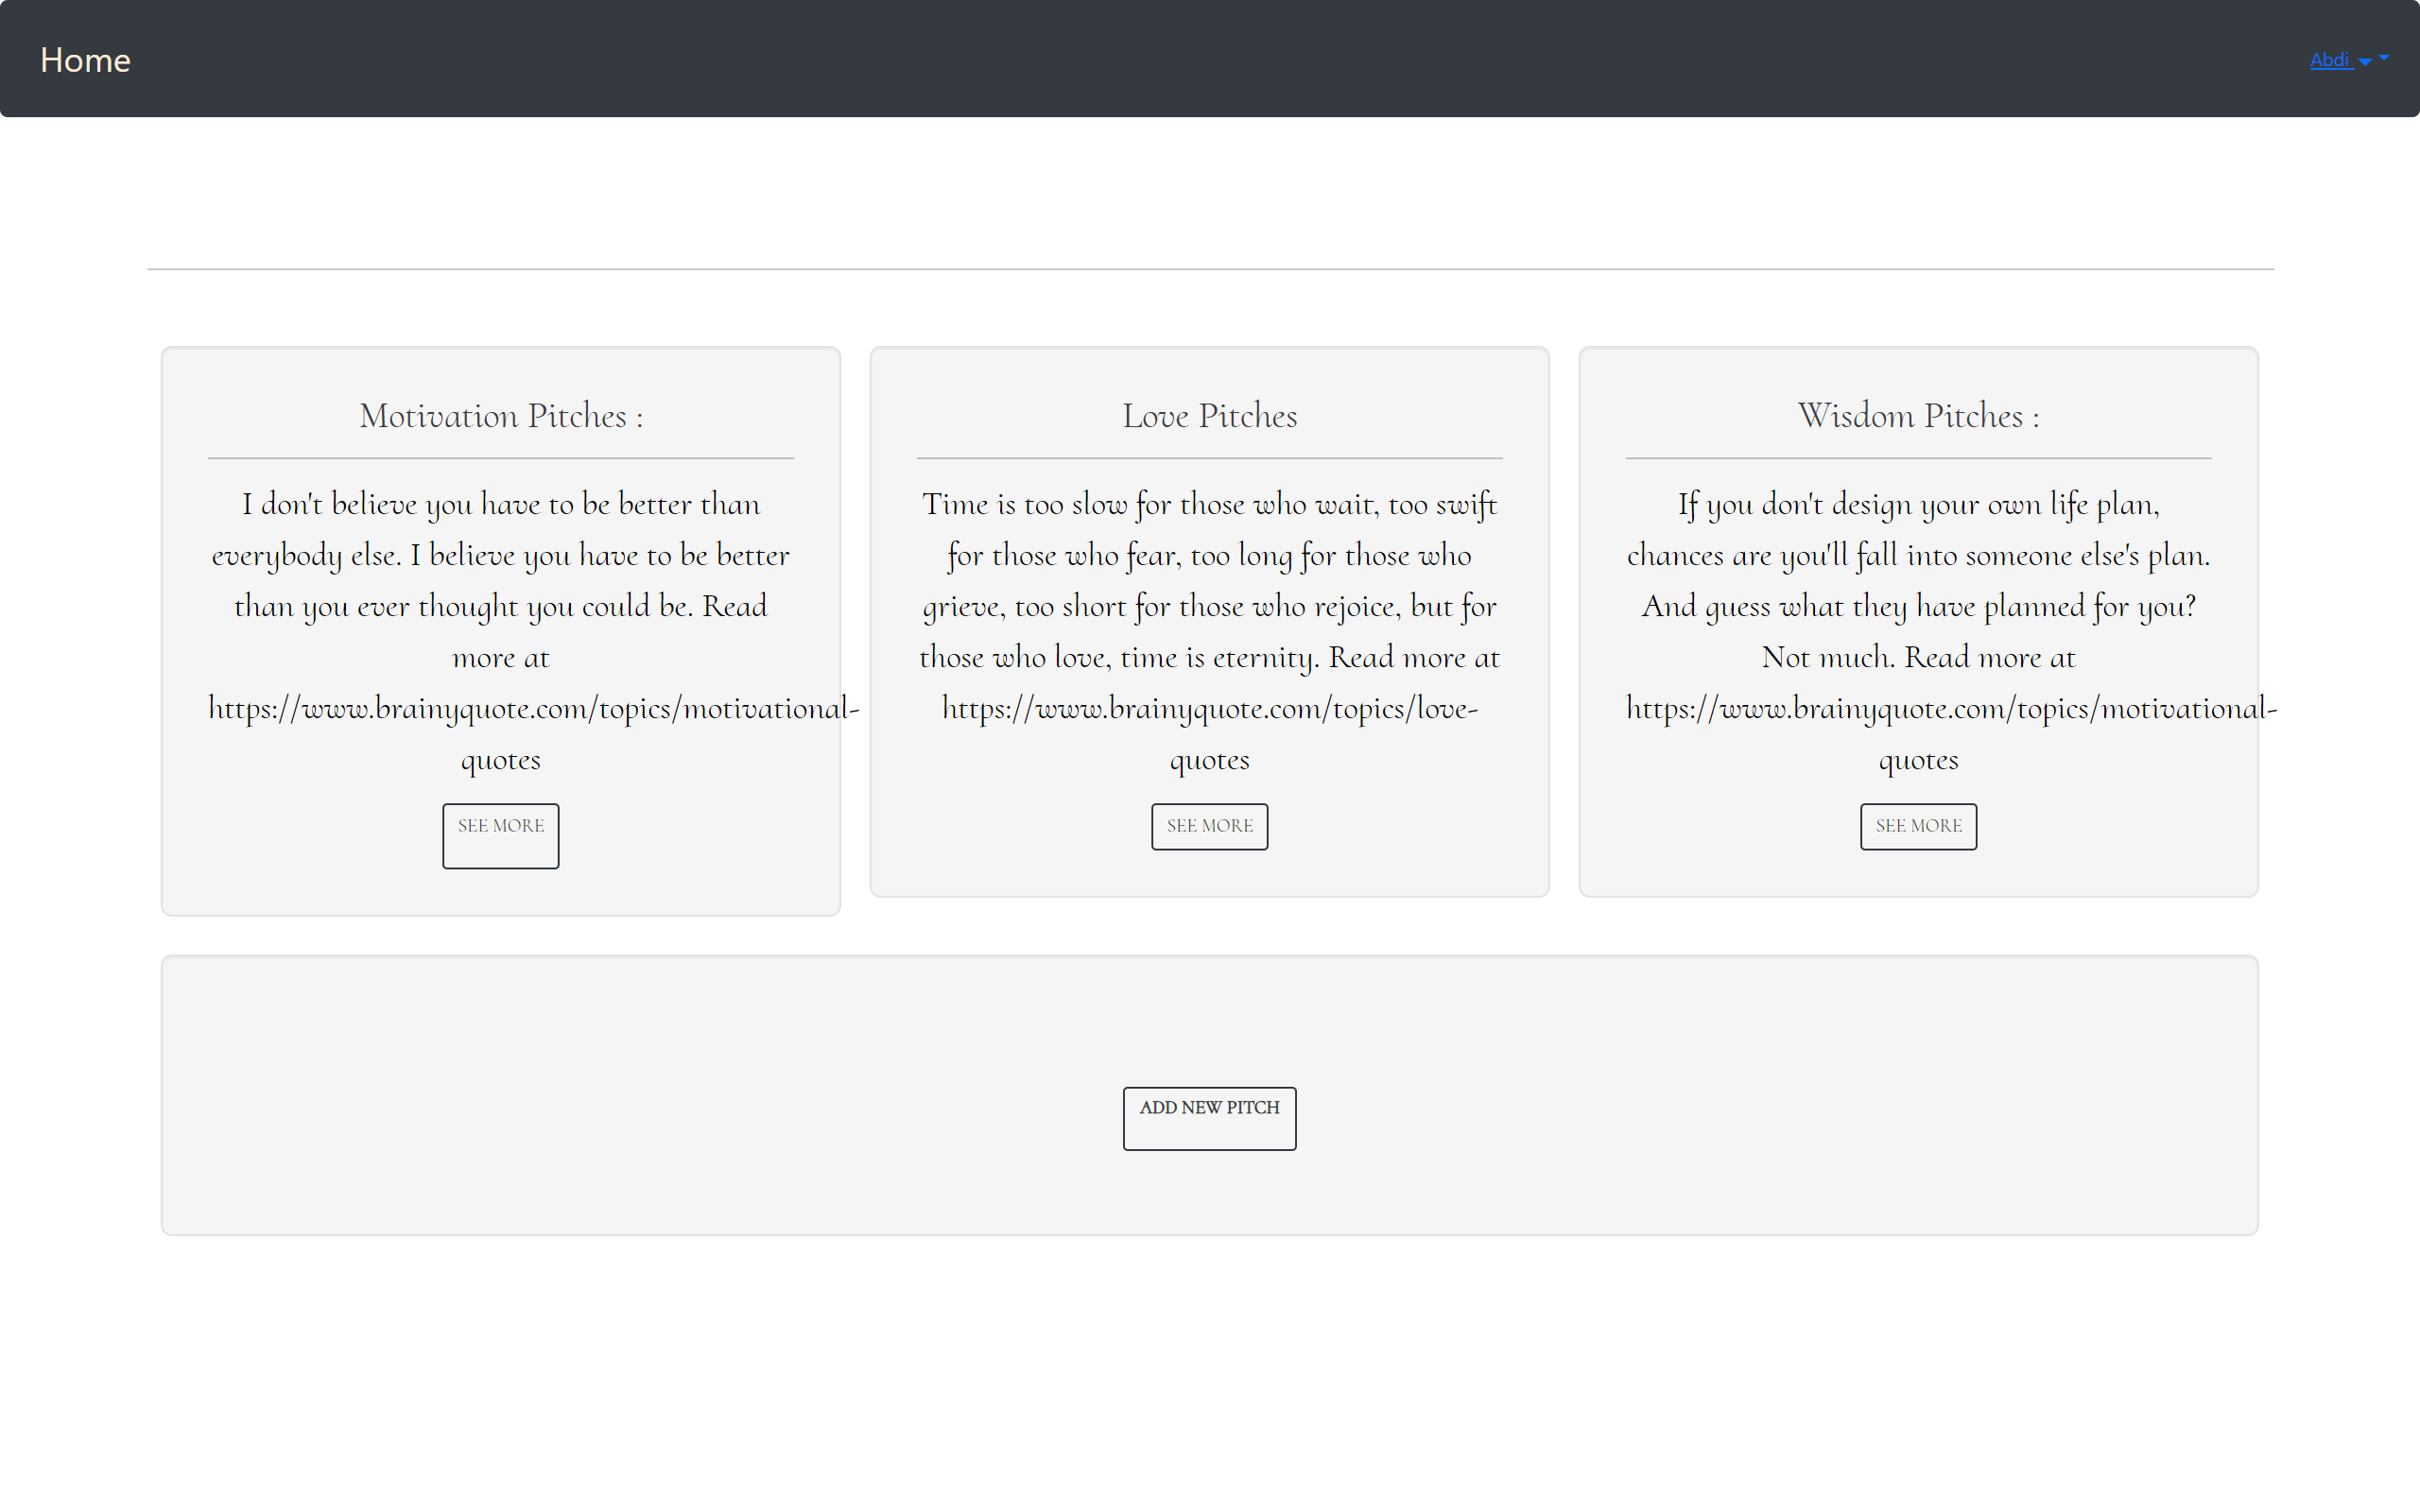 Home
Abdi
Motivation Pitches :
I don't believe you have to be better than
everybody else. I believe you have to be better
than you ever thought you could be. Read
more at
https://www.brainyquote.com/topics/motivational-
quotes
SEE MORE
Love Pitches
Time is too slow for those who wait, too swift
for those who fear, too long for those who
grieve, too short for those who rejoice, but for
those who love, time is eternity. Read more at
https://www.brainyquote.com/topics/love-
quotes
SEE MORE
Wisdom Pitches :
If you don't design your own life plan,
chances are you'll fall into someone else's plan.
And guess what they have planned for you?
Not much. Read more at
https://www.brainyquote.com/topics/motivational-
quotes
SEE MORE
ADD NEW PITCH